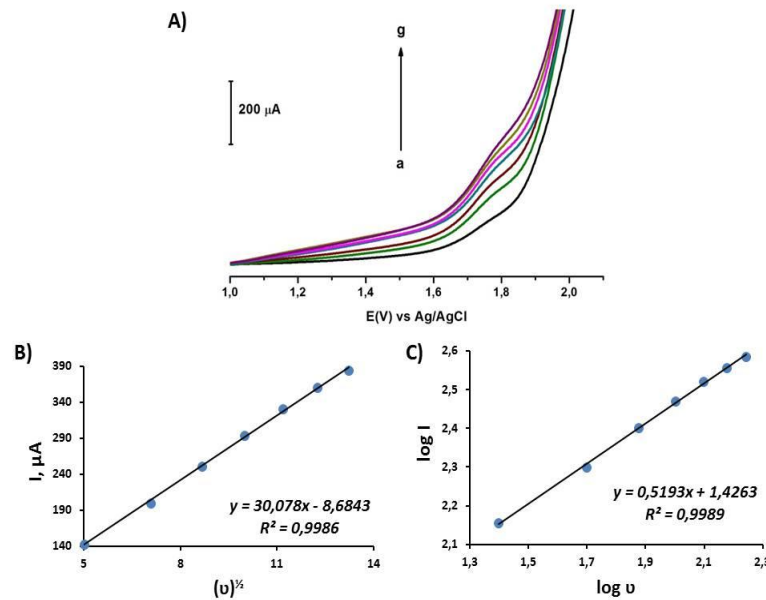 A)
g
200 μA
a
1,0 1,2 1,4 1,6 1,8 2,0
E(V) vs Ag/AgCl
B)
390
340
290
240
190
140
I, μA
y = 30,078x - 8,6843
R² = 0,9986
5 8 11 14
(υ)^½
C)
2,6
2,5
2,4
2,3
2,2
2,1
log I
y = 0,5193x + 1,4263
R² = 0,9989
1,3 1,5 1,7 1,9 2,1 2,3
log υ